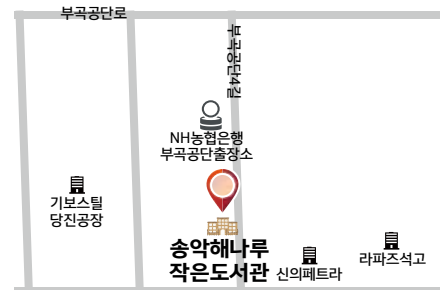 부곡공단로
부곡공단4길
NH농협은행
부곡공단출장소
기보스틸
당진공장
송악해나루
작은도서관
신의페트라
라파즈석고